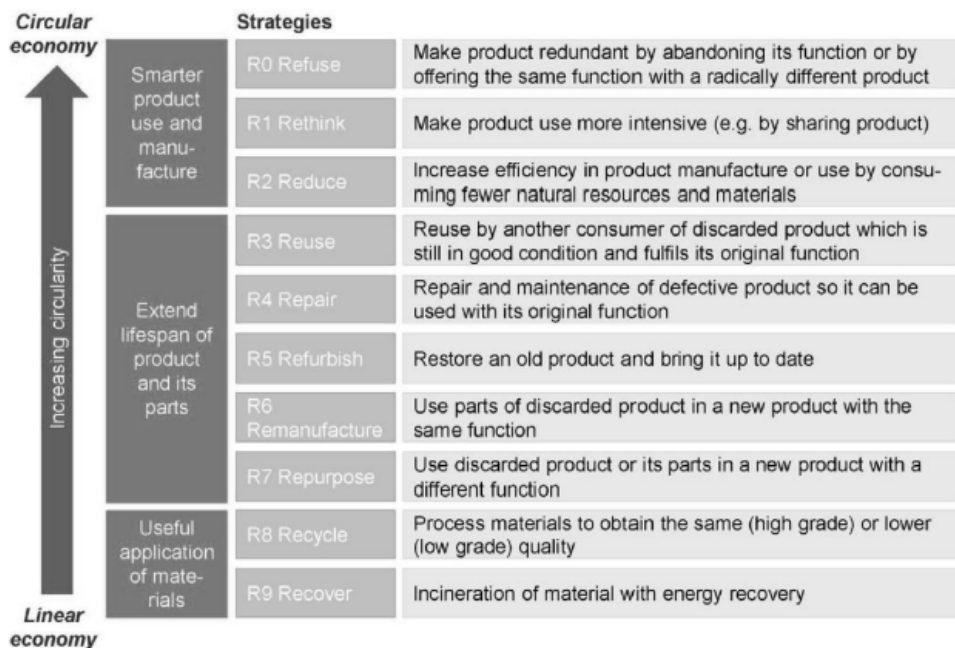 Circular
economy
Strategies
Increasing circularity
Linear
economy
Smarter
product
use and
manu-
facture
R0 Refuse
Make product redundant by abandoning its function or by
offering the same function with a radically different product
R1 Rethink
Make product use more intensive (e.g. by sharing product)
R2 Reduce
Increase efficiency in product manufacture or use by consu-
ming fewer natural resources and materials
Extend
lifespan of
product
and its
parts
R3 Reuse
Reuse by another consumer of discarded product which is
still in good condition and fulfils its original function
R4 Repair
Repair and maintenance of defective product so it can be
used with its original function
R5 Refurbish
Restore an old product and bring it up to date
R6
Remanufacture
Use parts of discarded product in a new product with the
same function
R7 Repurpose
Use discarded product or its parts in a new product with a
different function
Useful
application
of mate-
rials
R8 Recycle
Process materials to obtain the same (high grade) or lower
(low grade) quality
R9 Recover
Incineration of material with energy recovery